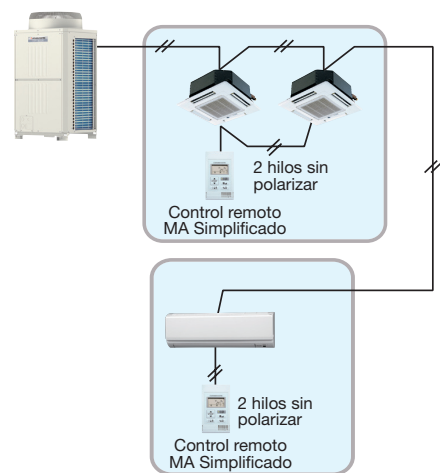 2 hilos sin
polarizar
Control remoto
MA Simplificado
2 hilos sin
polarizar
Control remoto
MA Simplificado